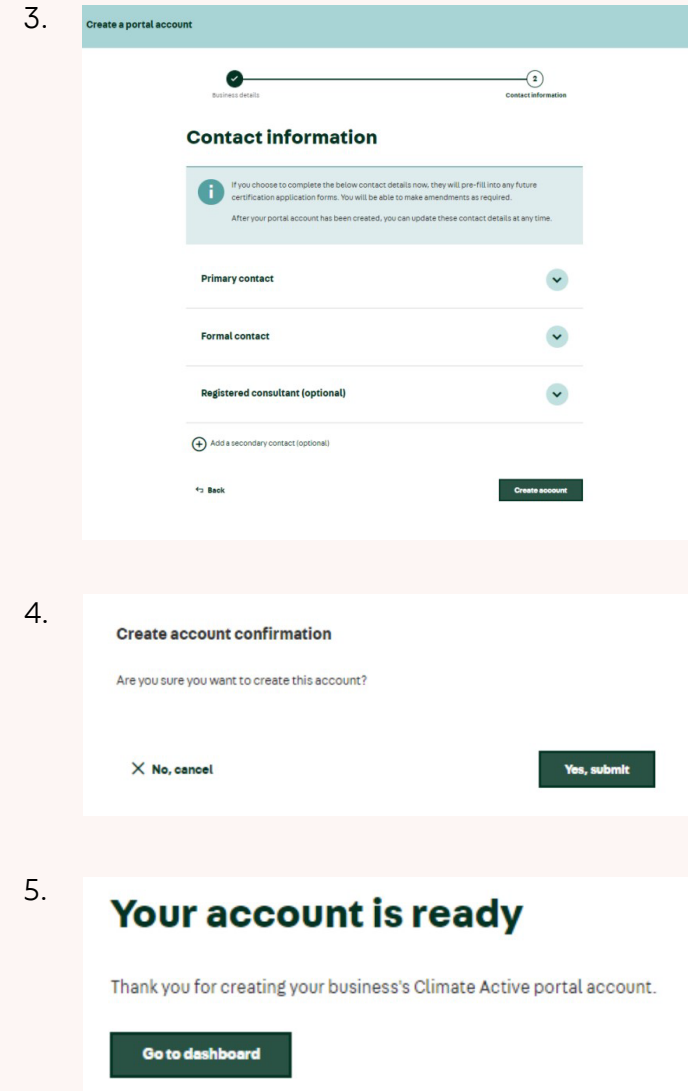 3.
Create a portal account
2
Business details
Contact information
Contact information
i
If you choose to complete the below contact details now, they will pre-fill into any future
certification application forms. You will be able to make amendments as required.
After your portal account has been created, you can update these contact details at any time.
Primary contact
Formal contact
Registered consultant (optional)
Add a secondary contact (optional)
Back
Create account
4.
Create account confirmation
Are you sure you want to create this account?
No, cancel
Yes, submit
5.
Your account is ready
Thank you for creating your business's Climate Active portal account.
Go to dashboard